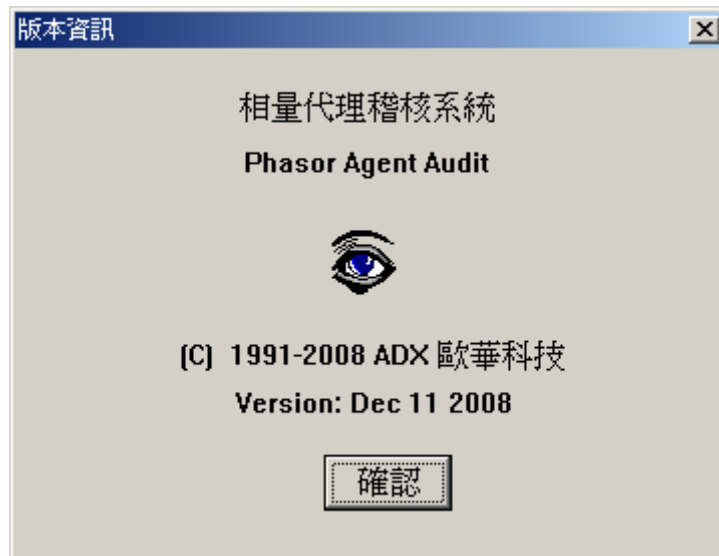 版本資訊
相量代理稽核系統
Phasor Agent Audit
(C) 1991-2008 ADX 歐華科技
Version: Dec 11 2008
確認